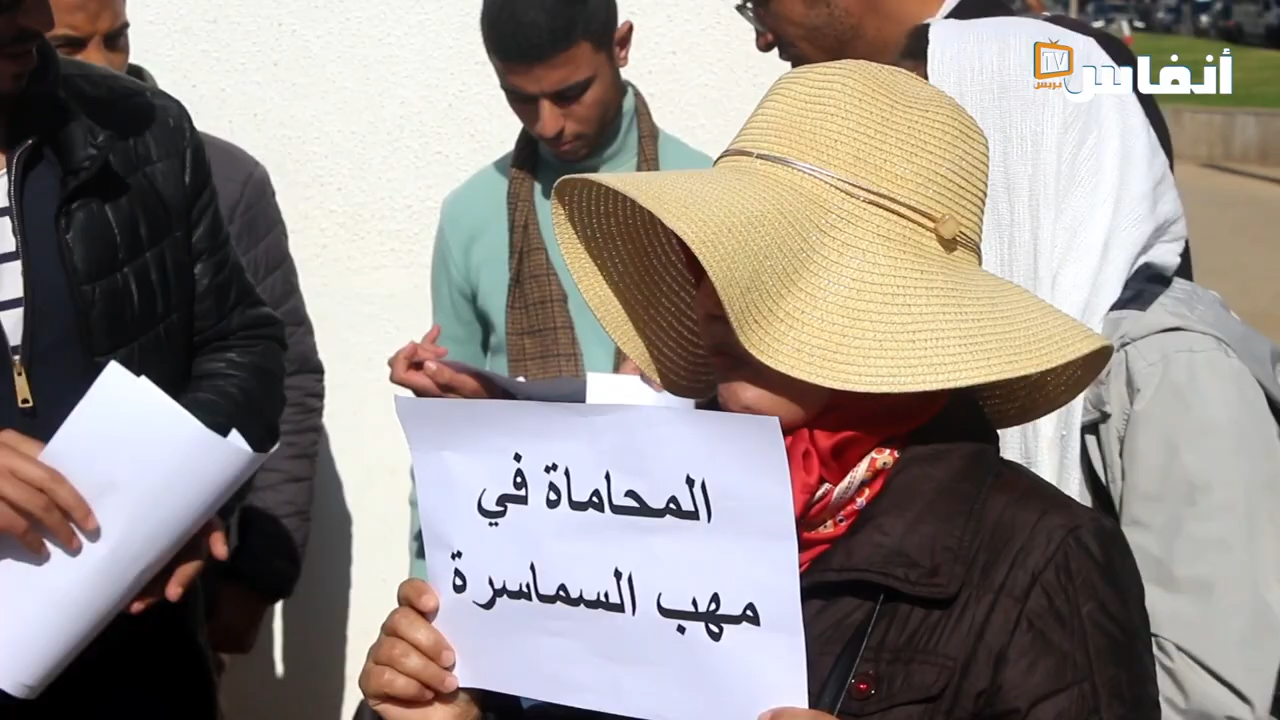 أنفاس
TV
بريس
المحاماة في
مهب السماسرة